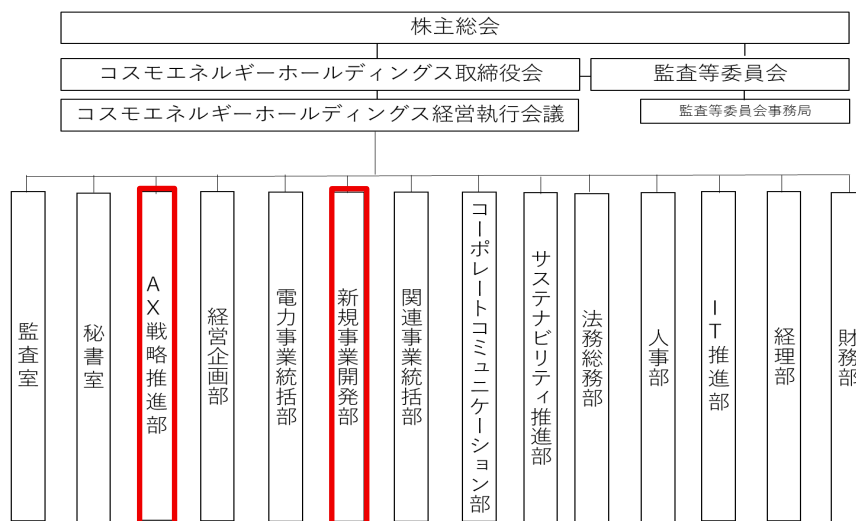 株主総会
コスモエネルギーホールディングス取締役会
監査等委員会
コスモエネルギーホールディングス経営執行会議
監査等委員会事務局
監査室
秘書室
AX戦略推進部
経営企画部
電力事業統括部
新規事業開発部
関連事業統括部
コーポレートコミュニケーション部
サステナビリティ推進部
法務総務部
人事部
IT推進部
経理部
財務部